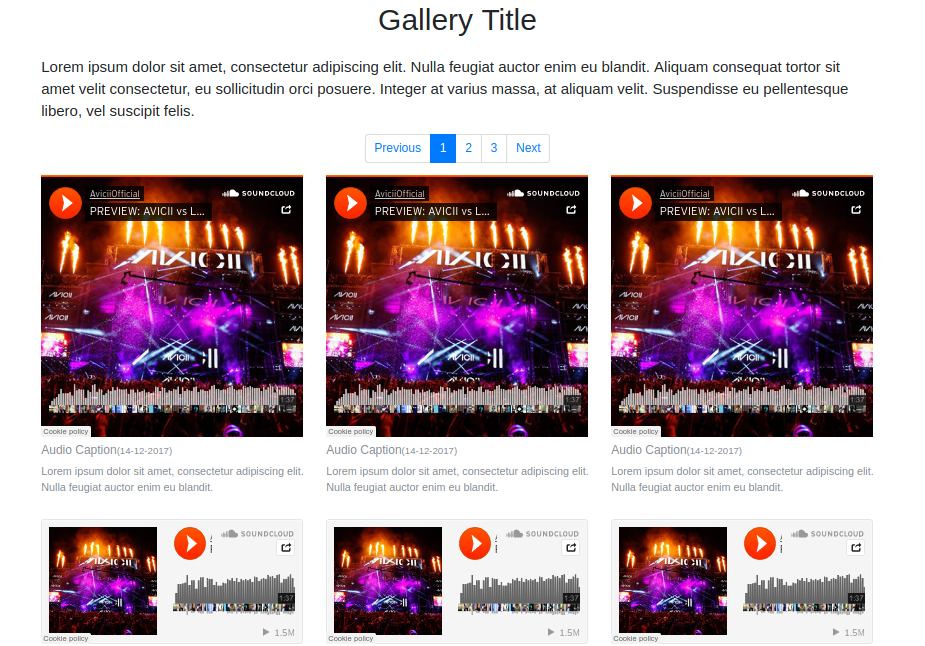 Gallery Title
Lorem ipsum dolor sit amet, consectetur adipiscing elit. Nulla feugiat auctor enim eu blandit. Aliquam consequat tortor sit
amet velit consectetur, eu sollicitudin orci posuere. Integer at varius massa, at aliquam velit. Suspendisse eu pellentesque
libero, vel suscipit felis.
Previous 1 2 3 Next
AviciiOfficial SOUNDCLOUD
PREVIEW: AVICII vs L...
AVICII
AVICII
1:37
Cookie policy
Audio Caption(14-12-2017)
Lorem ipsum dolor sit amet, consectetur adipiscing elit.
Nulla feugiat auctor enim eu blandit.
AviciiOfficial SOUNDCLOUD
PREVIEW: AVICII vs L...
AVICII
AVICII
1:37
Cookie policy
Audio Caption(14-12-2017)
Lorem ipsum dolor sit amet, consectetur adipiscing elit.
Nulla feugiat auctor enim eu blandit.
AviciiOfficial SOUNDCLOUD
PREVIEW: AVICII vs L...
AVICII
AVICII
1:37
Cookie policy
Audio Caption(14-12-2017)
Lorem ipsum dolor sit amet, consectetur adipiscing elit.
Nulla feugiat auctor enim eu blandit.
SOUNDCLOUD
1:37
1.5M
Cookie policy
SOUNDCLOUD
1:37
1.5M
Cookie policy
SOUNDCLOUD
1:37
1.5M
Cookie policy